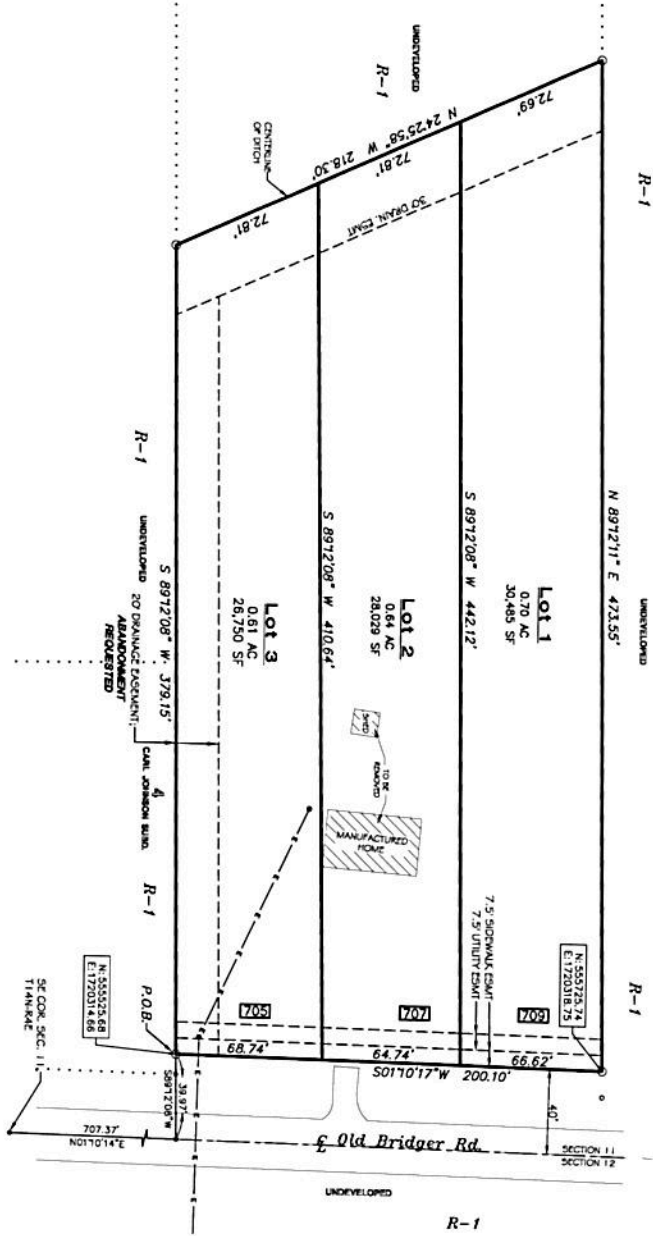 UNDEVELOPED
R-1
R-1
72.69'
N 24°25'58" W 218.30'
72.81'
CENTERLINE
OF DITCH
72.81'
30' DRAIN. ESMT
N 89°12'11" E 473.55'
UNDEVELOPED
S 89°12'08" W 442.12'
Lot 1
0.70 AC
30,485 SF
S 89°12'08" W 410.64'
Lot 2
0.64 AC
28,029 SF
Lot 3
0.61 AC
26,750 SF
R-1
UNDEVELOPED
S 89°12'08" W 379.15'
20' DRAINAGE EASEMENT;
ABANDONMENT
REQUESTED
SHED
TO BE
REMOVED
MANUFACTURED
HOME
4
CARL JOHNSON SUBD.
R-1
7.5' SIDEWALK ESMT
7.5' UTILITY ESMT
N: 555725.74
E: 1720318.75
R-1
N: 555525.68
E: 1720314.66
P.O.B.
705
707
709
68.74'
64.74'
66.62'
S01°10'17"W 200.10'
39.97'
S89°12'08"W
40'
SE COR. SEC. 11,
T14N-R4E
707.37'
N01°10'14"E
℄ Old Bridger Rd.
SECTION 11
SECTION 12
UNDEVELOPED
R-1